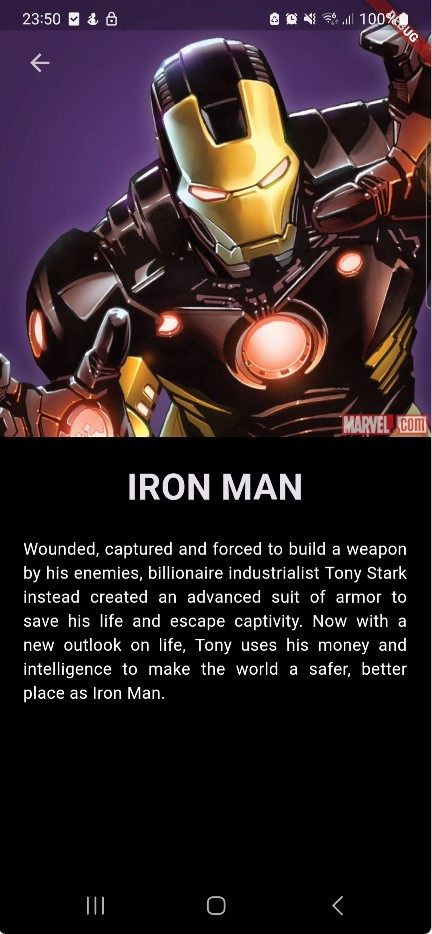 23:50
100%
DEBUG
MARVEL.com
IRON MAN
Wounded, captured and forced to build a weapon
by his enemies, billionaire industrialist Tony Stark
instead created an advanced suit of armor to
save his life and escape captivity. Now with a
new outlook on life, Tony uses his money and
intelligence to make the world a safer, better
place as Iron Man.